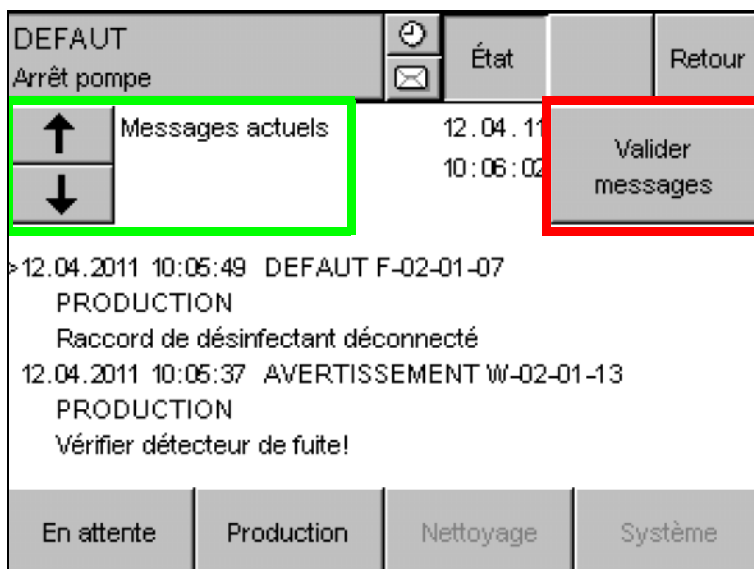 DEFAUT
Arrêt pompe
État
Retour
Messages actuels
12.04.11
10:06:02
Valider
messages
>12.04.2011 10:05:49 DEFAUT F-02-01-07
PRODUCTION
Raccord de désinfectant déconnecté
12.04.2011 10:05:37 AVERTISSEMENT W-02-01-13
PRODUCTION
Vérifier détecteur de fuite!
En attente
Production
Nettoyage
Système